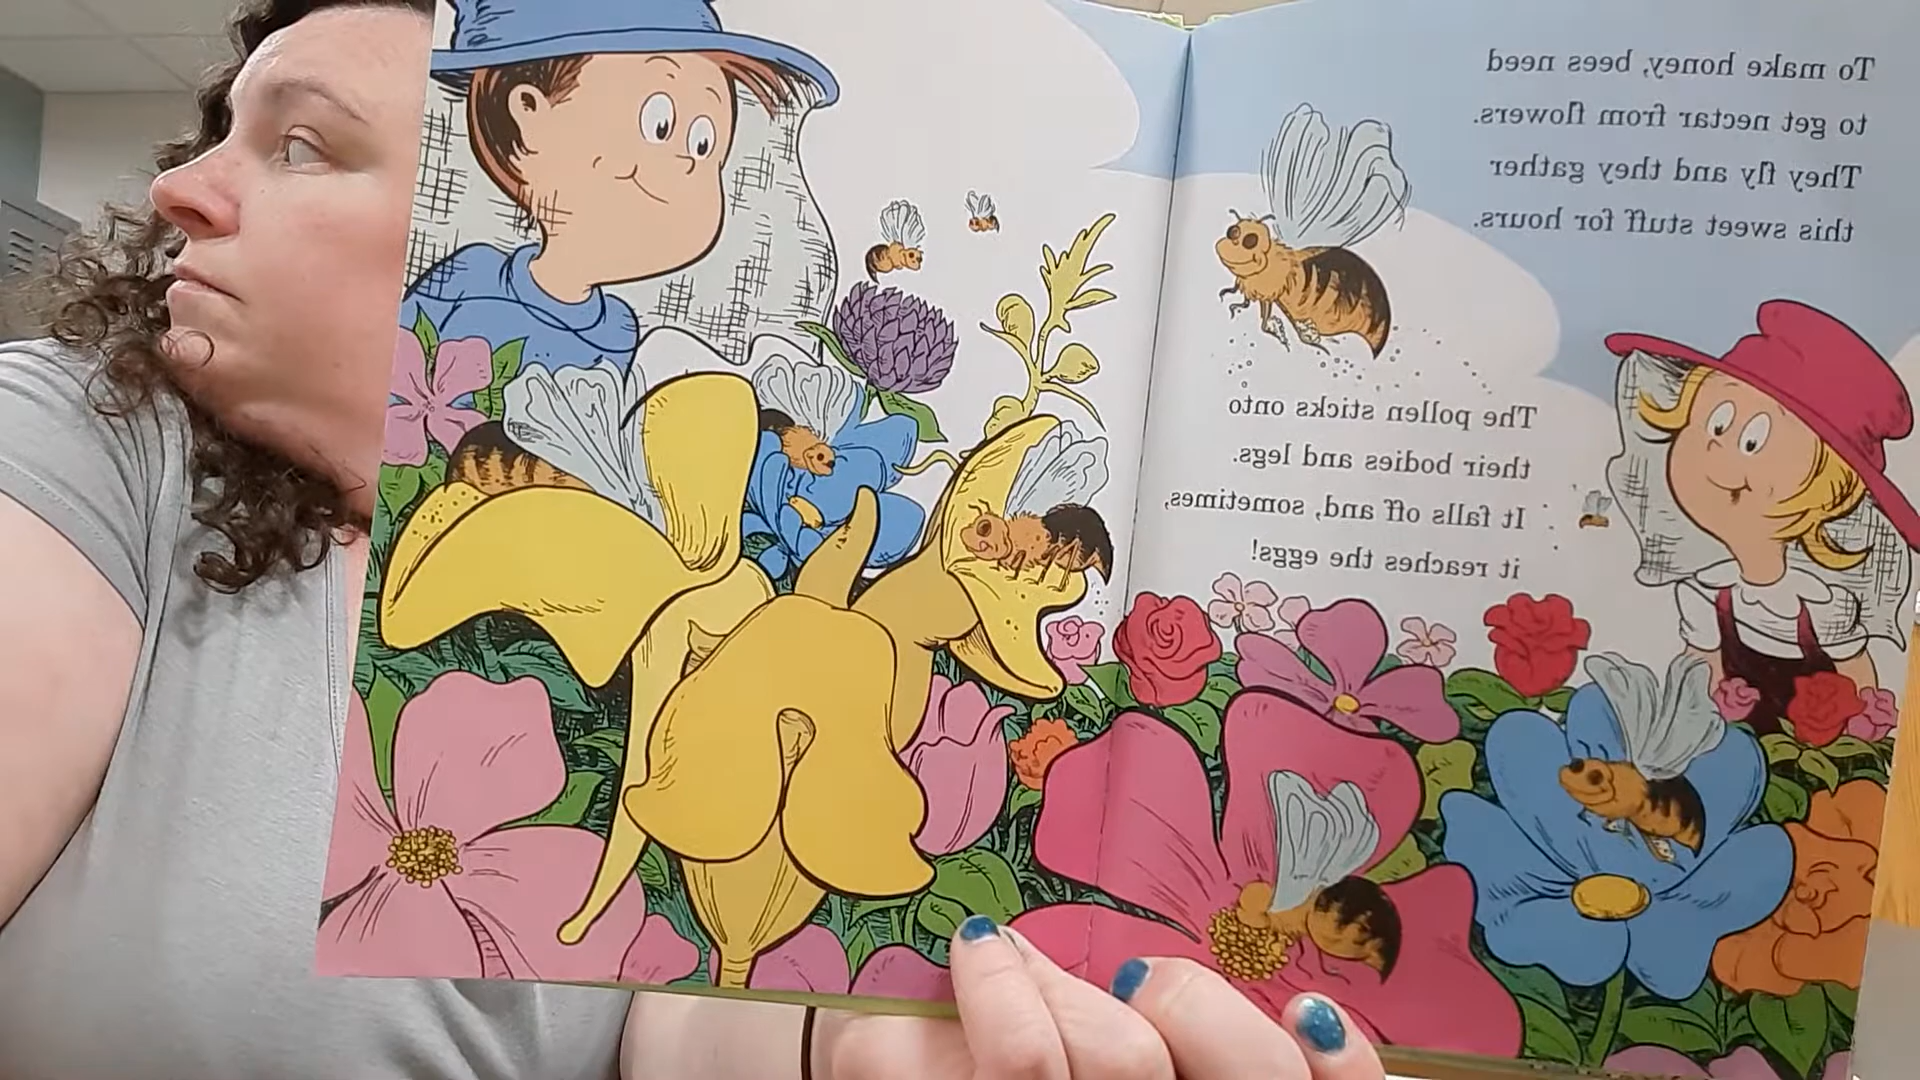 To make honey, bees need
to get nectar from flowers.
They fly and they gather
this sweet stuff for hours.
The pollen sticks onto
their bodies and legs.
It falls off and, sometimes,
it reaches the eggs!